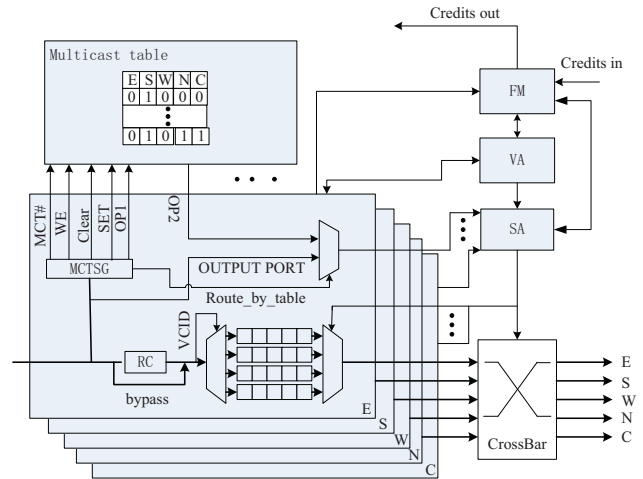 Credits out
Multicast table
Credits in
E S W N C
0 1 0 0 0
0 1 0 1 1
FM
VA
SA
MCT#
WE
Clear
SET
OP1
OP2
MCTSG
OUTPUT PORT
Route_by_table
VCID
RC
bypass
E
S
W
N
C
CrossBar
E
S
W
N
C